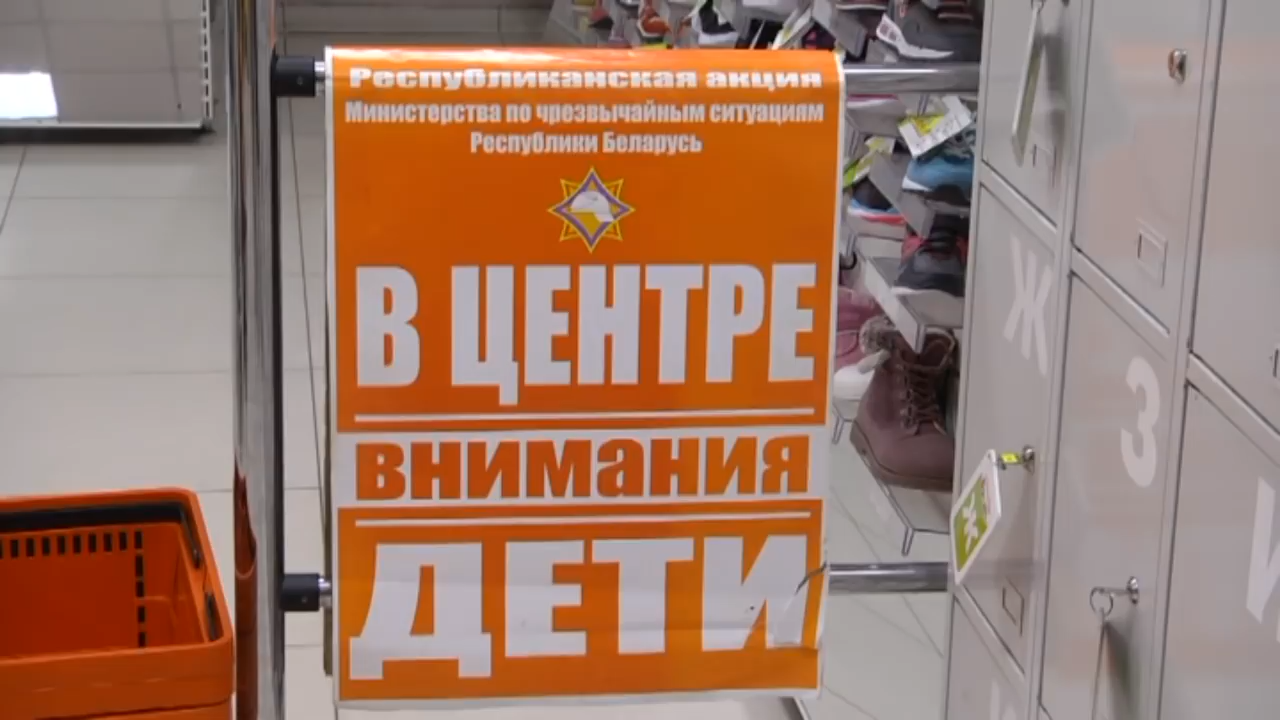 Республиканская акция
Министерства по чрезвычайным ситуациям
Республики Беларусь
В ЦЕНТРЕ
ВНИМАНИЯ
ДЕТИ
Ж
З
И
Ж